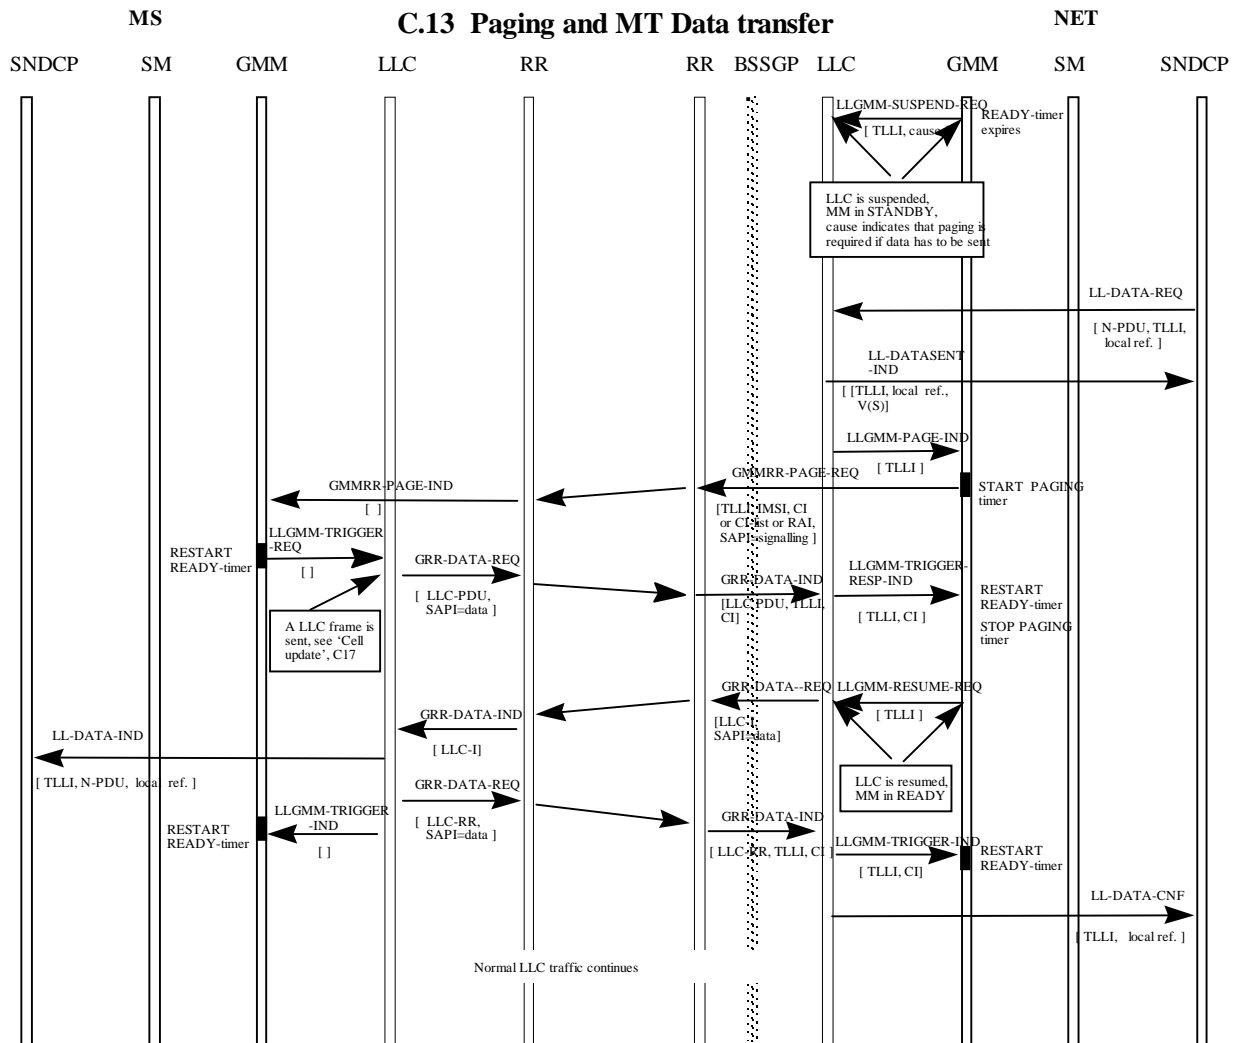 MS
C.13 Paging and MT Data transfer
NET
SNDCP SM GMM LLC RR RR BSSGP LLC GMM SM SNDCP
LLGMM-SUSPEND-REQ
[ TLLI, cause
READY-timer
expires
LLC is suspended,
MM in STANDBY,
cause indicates that paging is
required if data has to be sent
LL-DATA-REQ
[ N-PDU, TLLI,
local ref. ]
LL-DATASENT
-IND
[ [TLLI, local ref.,
V(S)]
LLGMM-PAGE-IND
[ TLLI ]
GMMRR-PAGE-REQ
[TLLI, IMSI, CI
or CI-list or RAI,
SAPI=signalling ]
START PAGING
timer
GMMRR-PAGE-IND
[ ]
LLGMM-TRIGGER
-REQ
[ ]
RESTART
READY-timer
GRR-DATA-REQ
[ LLC-PDU,
SAPI=data ]
GRR-DATA-IND
[LLC-PDU, TLLI,
CI]
LLGMM-TRIGGER-
RESP-IND
[ TLLI, CI ]
RESTART
READY-timer
STOP PAGING
timer
A LLC frame is
sent, see ‘Cell
update’, C17
LLGMM-RESUME-REQ
[ TLLI ]
GRR-DATA--REQ
[LLC-I,
SAPI=data]
GRR-DATA-IND
[ LLC-I]
LL-DATA-IND
[ TLLI, N-PDU, local ref. ]
LLC is resumed,
MM in READY
GRR-DATA-REQ
[ LLC-RR,
SAPI=data ]
LLGMM-TRIGGER
-IND
[ ]
RESTART
READY-timer
GRR-DATA-IND
[ LLC-RR, TLLI, CI ]
LLGMM-TRIGGER-IND
[ TLLI, CI]
RESTART
READY-timer
LL-DATA-CNF
[ TLLI, local ref. ]
Normal LLC traffic continues